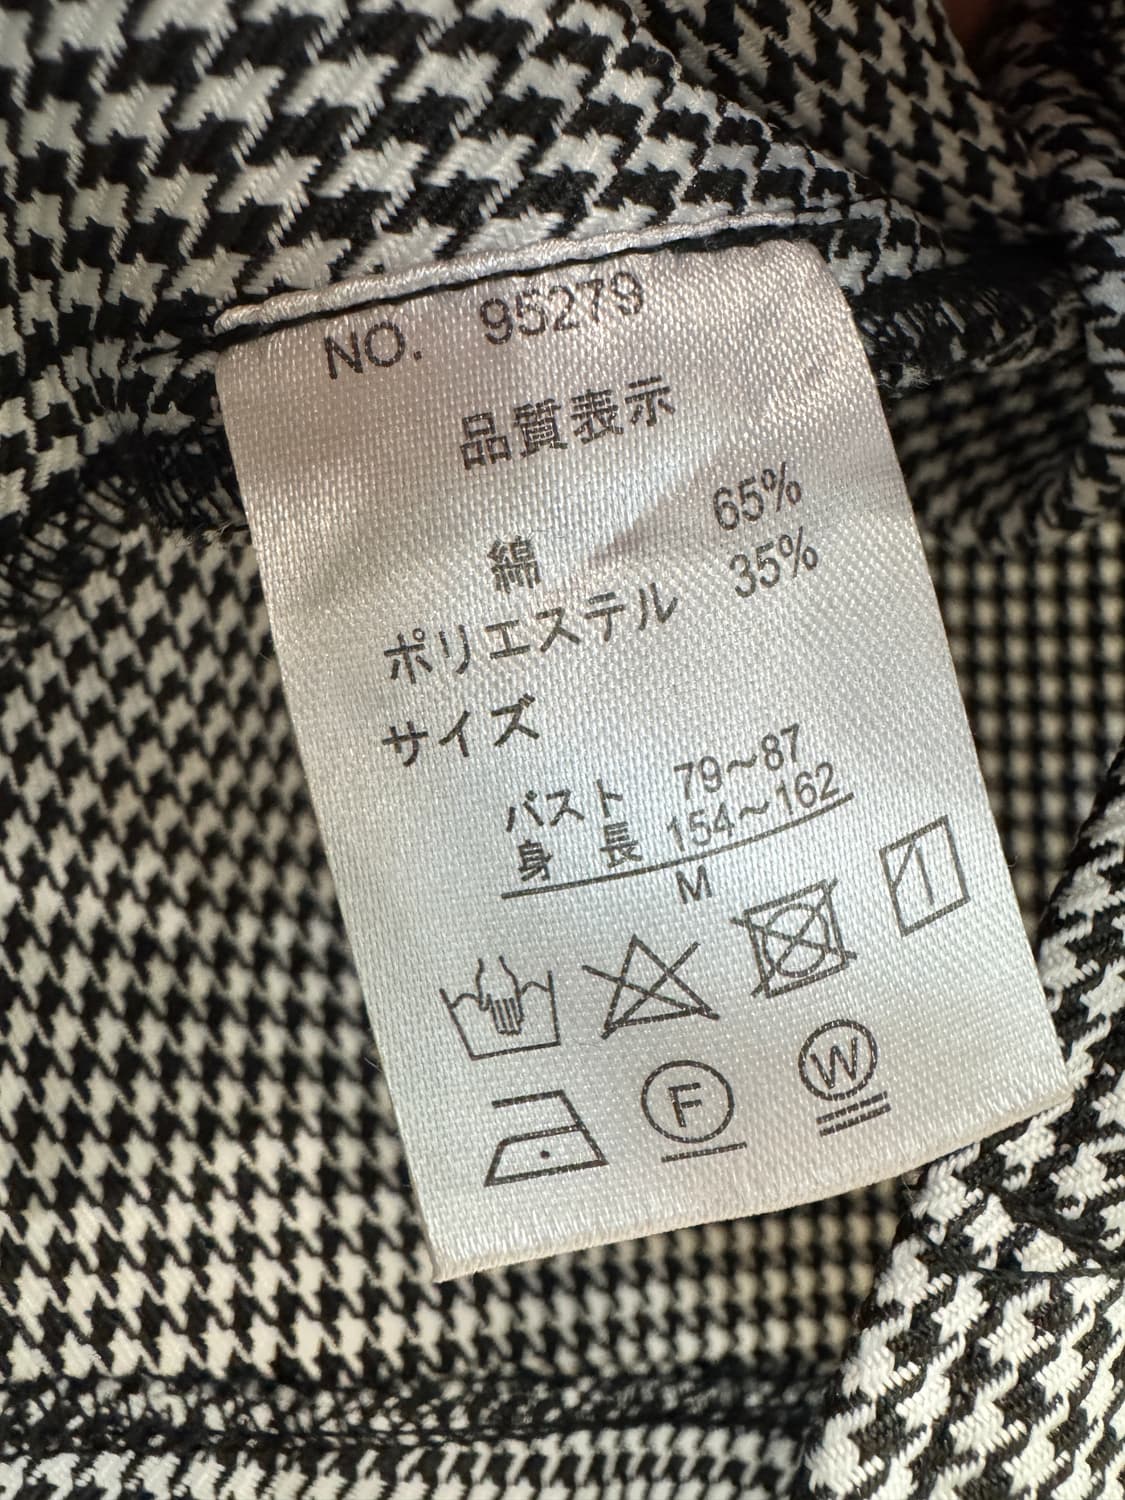 NO. 95279
品質表示
綿 65%
ポリエステル 35%
サイズ
バスト 79～87
身長 154～162
M
F
W